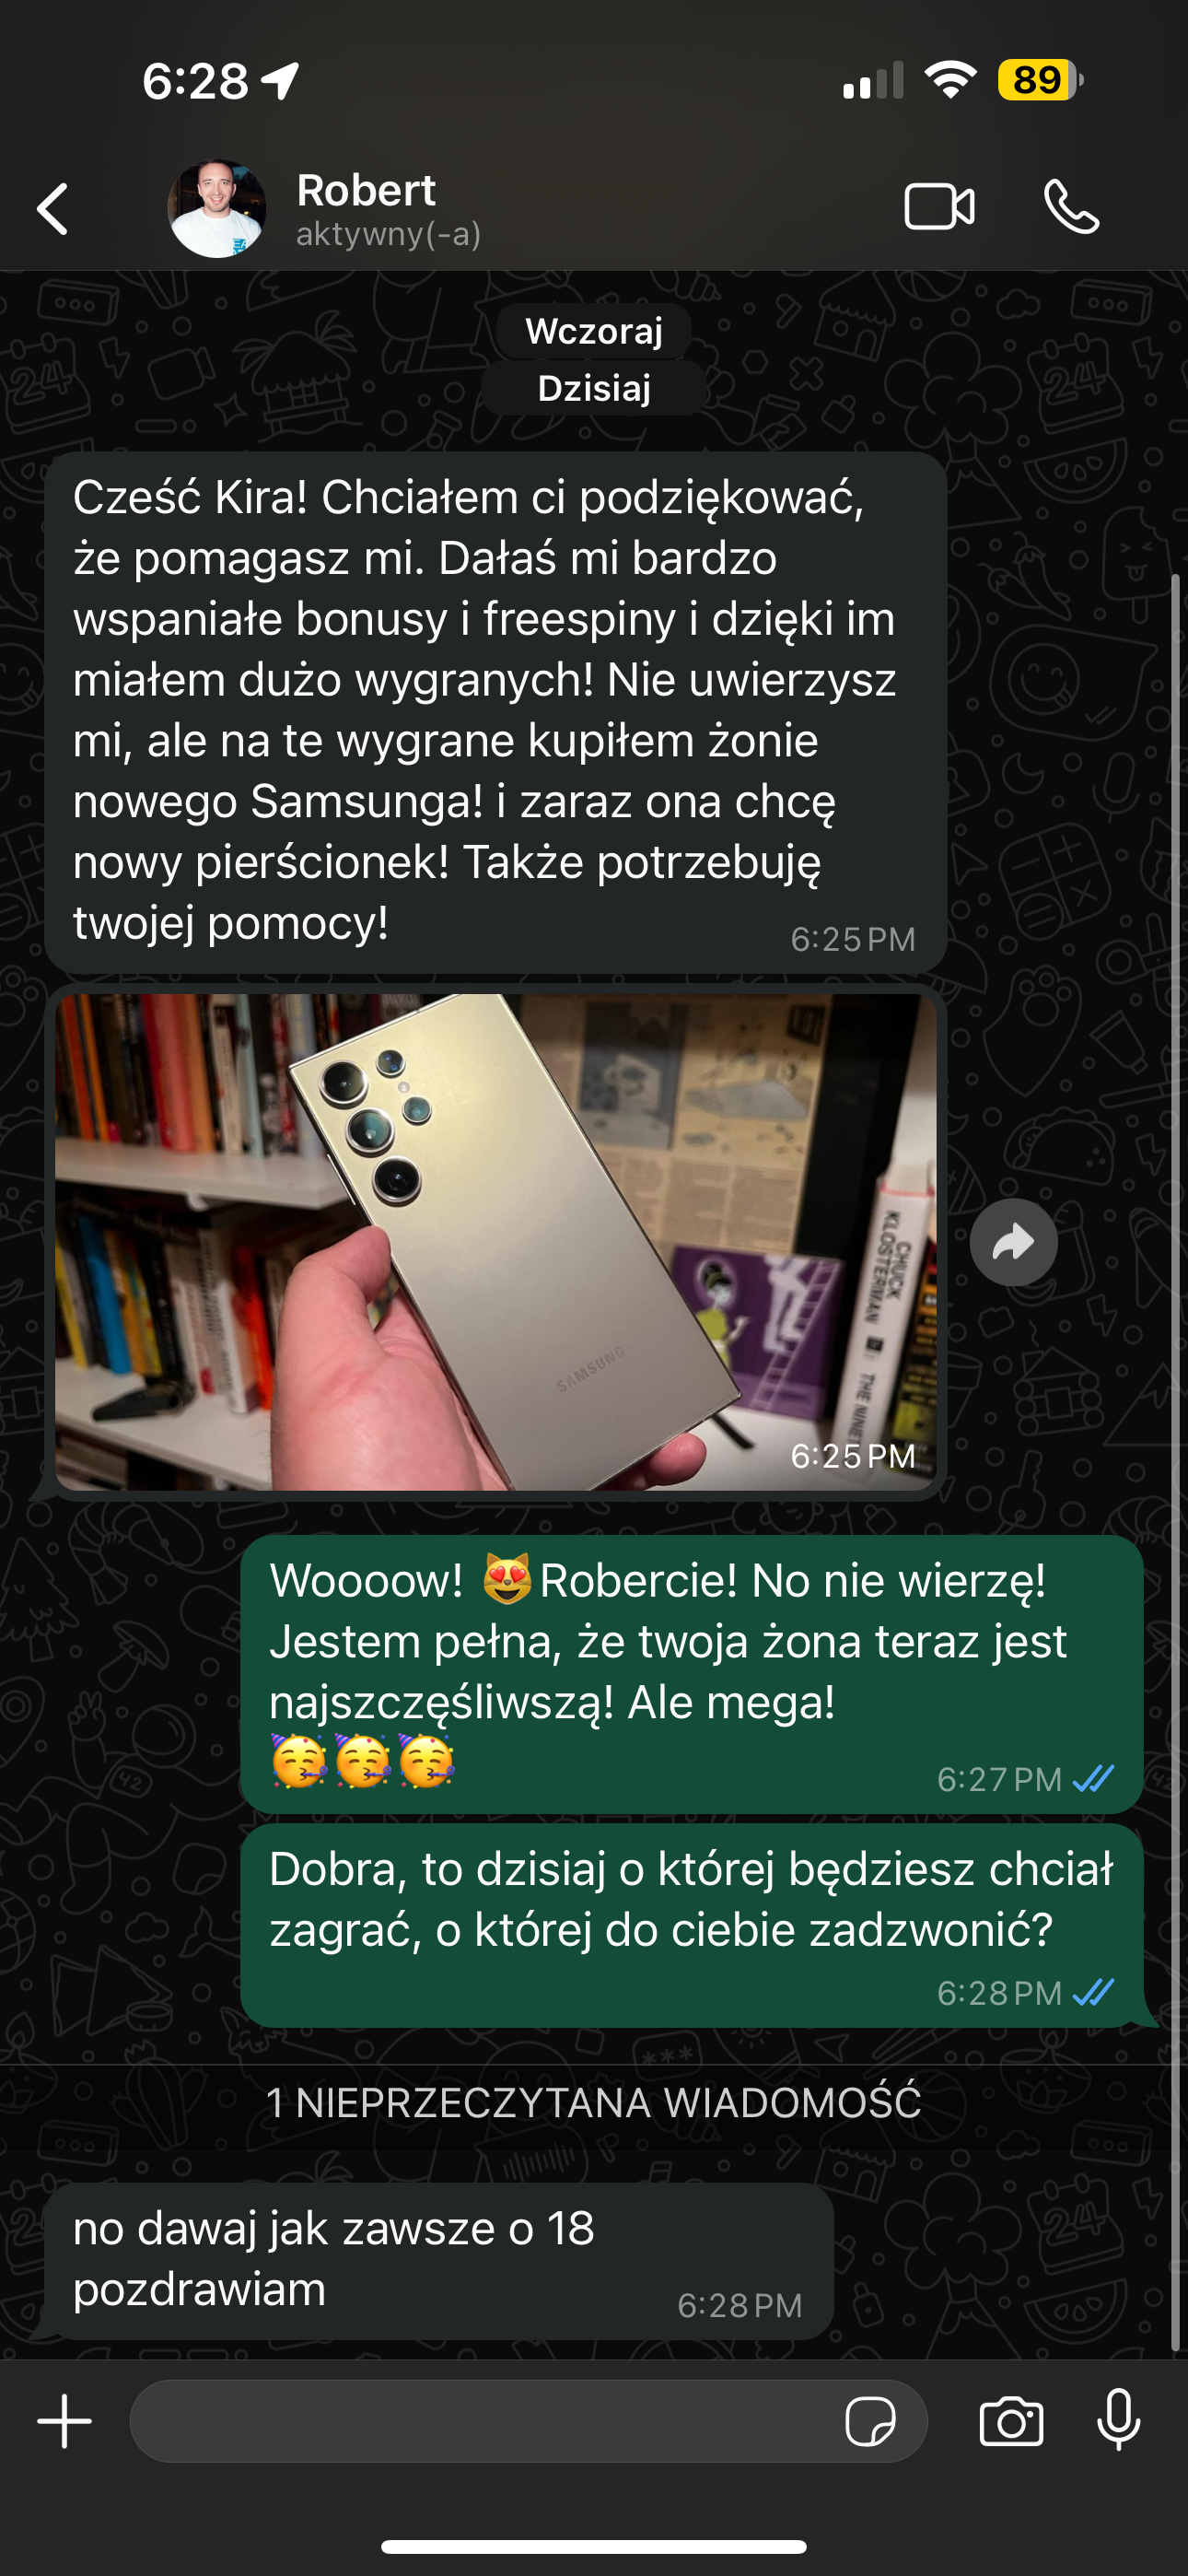 6:28
89
Robert
aktywny(-a)
Wczoraj
Dzisiaj
Cześć Kira! Chciałem ci podziękować,
że pomagasz mi. Dałaś mi bardzo
wspaniałe bonusy i freespiny i dzięki im
miałem dużo wygranych! Nie uwierzysz
mi, ale na te wygrane kupiłem żonie
nowego Samsunga! i zaraz ona chcę
nowy pierścionek! Także potrzebuję
twojej pomocy!
6:25 PM
CHUCK
KLOSTERMAN
THE NINET
SAMSUNG
6:25 PM
Woooow! 😻Robercie! No nie wierzę!
Jestem pełna, że twoja żona teraz jest
najszczęśliwszą! Ale mega!
🥳🥳🥳
6:27 PM
Dobra, to dzisiaj o której będziesz chciał
zagrać, o której do ciebie zadzwonić?
6:28 PM
1 NIEPRZECZYTANA WIADOMOŚĆ
no dawaj jak zawsze o 18
pozdrawiam
6:28 PM